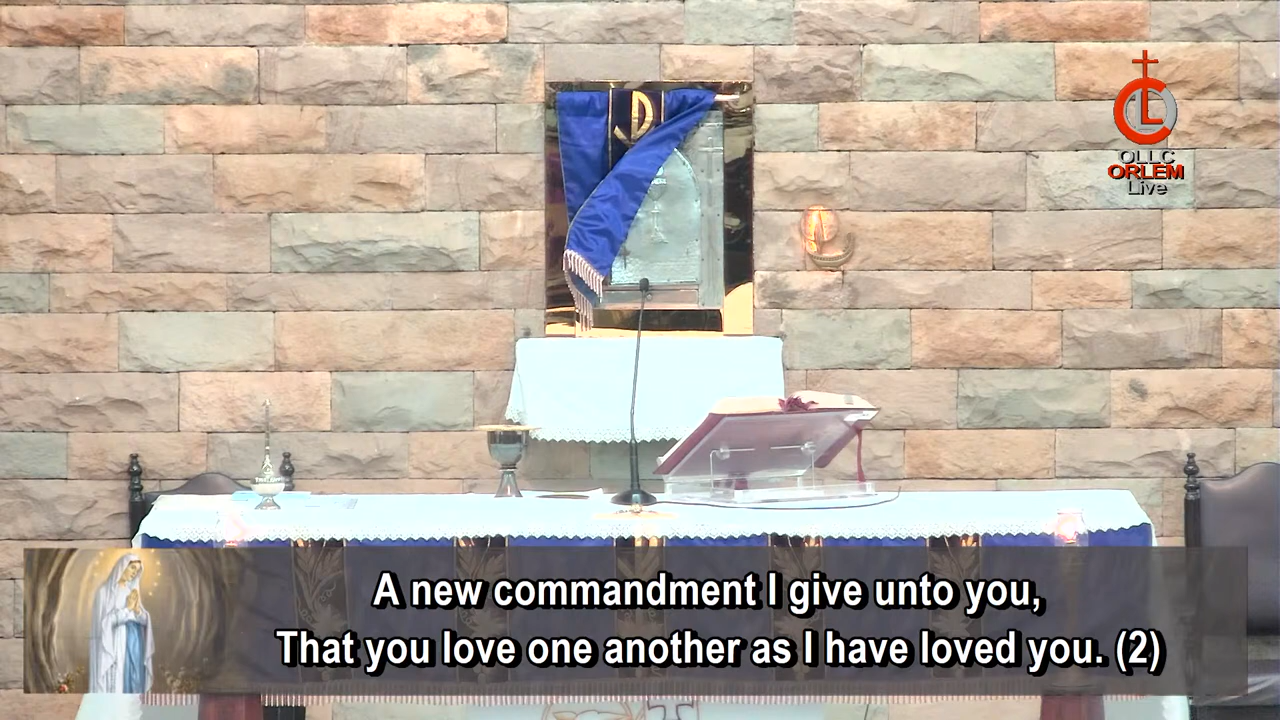 OLLC
ORLEM
Live
A new commandment I give unto you,
That you love one another as I have loved you. (2)